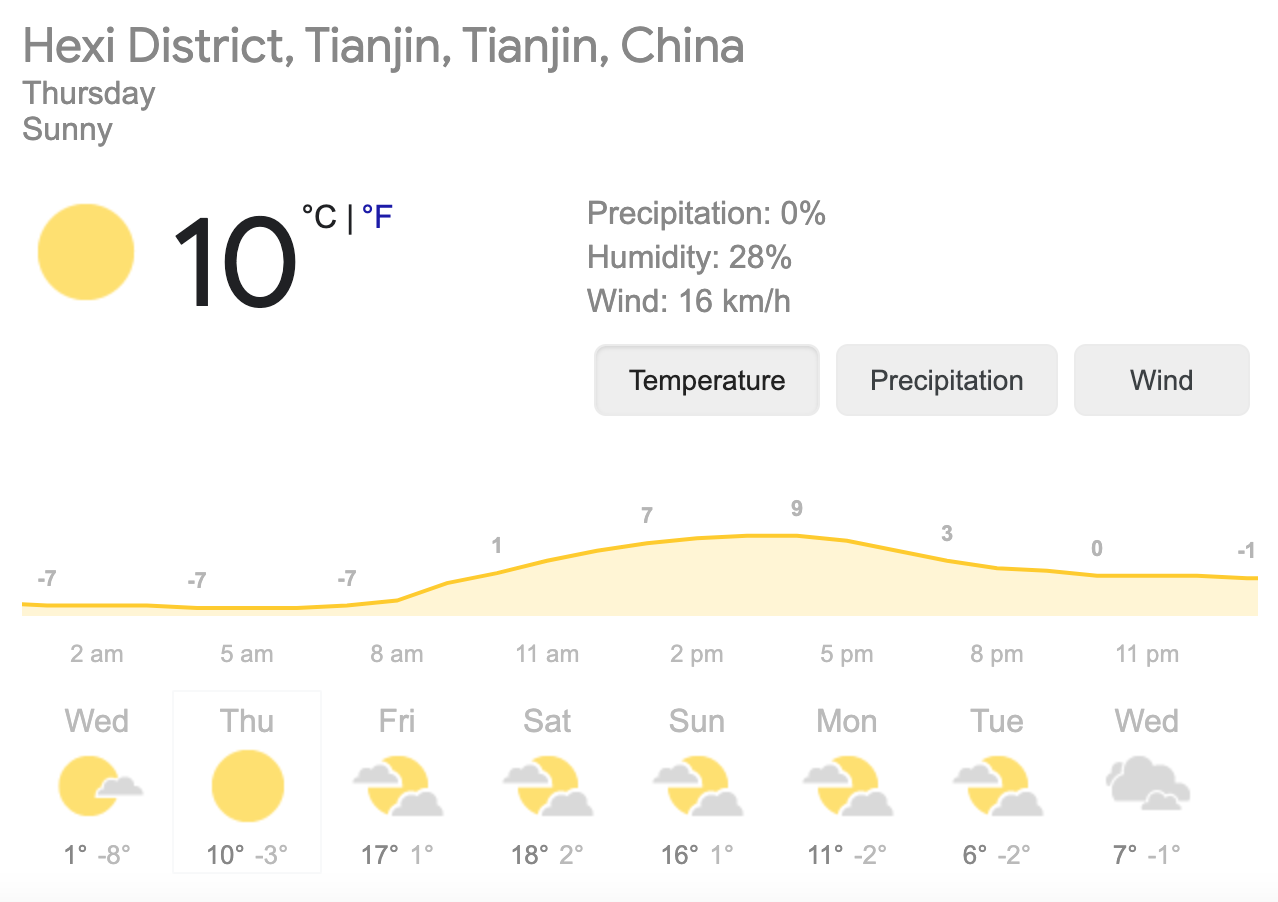 Hexi District, Tianjin, Tianjin, China
Thursday
Sunny
10 °C | °F
Precipitation: 0%
Humidity: 28%
Wind: 16 km/h
Temperature Precipitation Wind
-7 -7 -7 1 7 9 3 0 -1
2 am 5 am 8 am 11 am 2 pm 5 pm 8 pm 11 pm
Wed Thu Fri Sat Sun Mon Tue Wed
1° -8° 10° -3° 17° 1° 18° 2° 16° 1° 11° -2° 6° -2° 7° -1°